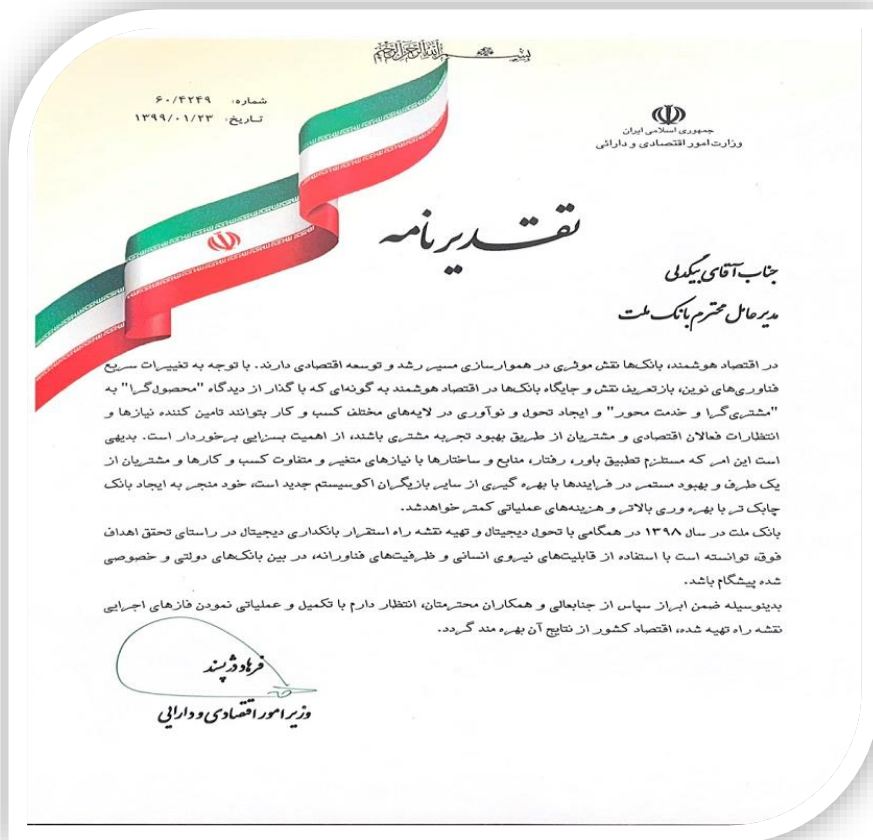 بسم الله الرحمن الرحیم
شماره: ۶۰/۴۲۴۹
تاریخ: ۱۳۹۹/۰۱/۲۳
جمهوری اسلامی ایران
وزارت امور اقتصادی و دارائی
تقدیرنامه
جناب آقای بیگدلی
مدیرعامل محترم بانک ملت
در اقتصاد هوشمند، بانک‌ها نقش موثری در هموارسازی مسیر رشد و توسعه اقتصادی دارند. با توجه به تغییرات سریع
فناوری‌های نوین، بازتعریف نقش و جایگاه بانک‌ها در اقتصاد هوشمند به گونه‌ای که با گذار از دیدگاه "محصول‌گرا" به
"مشتری‌گرا و خدمت محور" و ایجاد تحول و نوآوری در لایه‌های مختلف کسب و کار بتوانند تامین کننده نیازها و
انتظارات فعالان اقتصادی و مشتریان از طریق بهبود تجربه مشتری باشند، از اهمیت بسزایی برخوردار است. بدیهی
است این امر که مستلزم تطبیق باور، رفتار، منابع و ساختارها با نیازهای متغیر و متفاوت کسب و کارها و مشتریان از
یک طرف و بهبود مستمر در فرایندها با بهره گیری از سایر بازیگران اکوسیستم جدید است، خود منجر به ایجاد بانک
چابک تر با بهره وری بالاتر و هزینه‌های عملیاتی کمتر خواهدشد.
بانک ملت در سال ۱۳۹۸ در همگامی با تحول دیجیتال و تهیه نقشه راه استقرار بانکداری دیجیتال در راستای تحقق اهداف
فوق، توانسته است با استفاده از قابلیت‌های نیروی انسانی و ظرفیت‌های فناورانه، در بین بانک‌های دولتی و خصوصی
شده پیشگام باشد.
بدینوسیله ضمن ابراز سپاس از جنابعالی و همکاران محترمتان، انتظار دارم با تکمیل و عملیاتی نمودن فازهای اجرایی
نقشه راه تهیه شده، اقتصاد کشور از نتایج آن بهره مند گردد.
فرهاد دژپسند
وزیر امور اقتصادی و دارایی